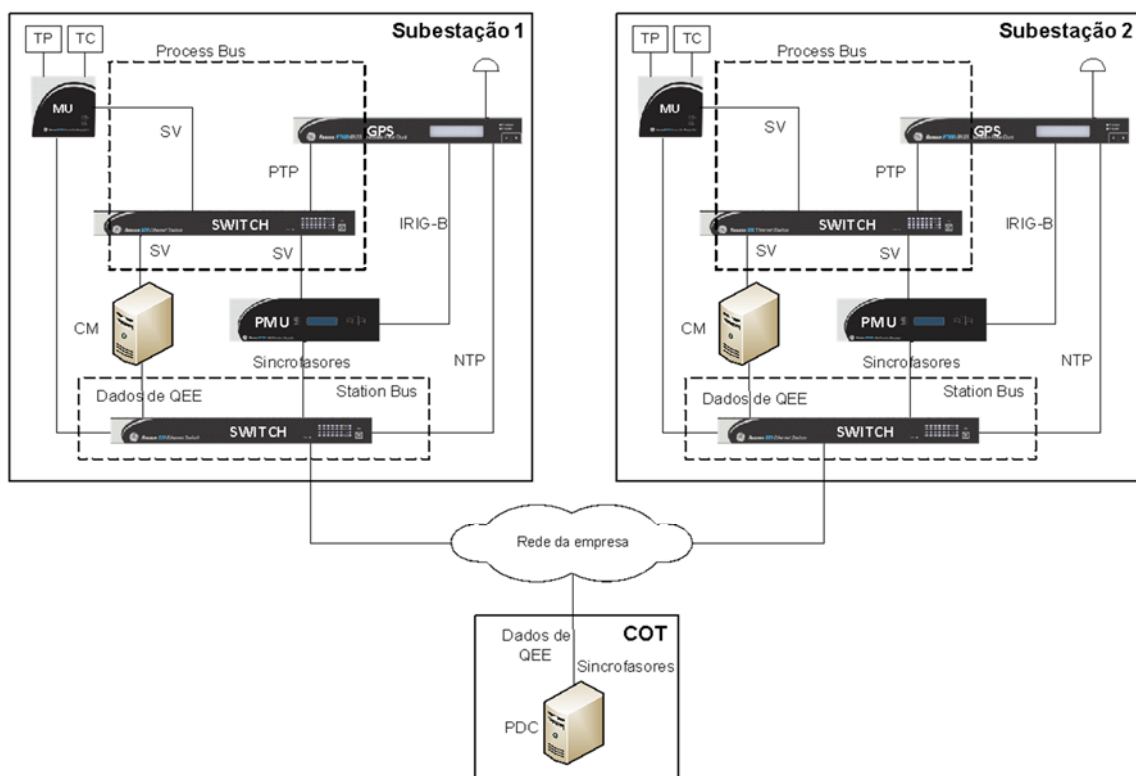 Subestação 1
TP
TC
Process Bus
MU
SV
GPS
PTP
SWITCH
IRIG-B
SV
SV
CM
PMU
Sincrofasores
NTP
Dados de QEE
Station Bus
SWITCH
Subestação 2
TP
TC
Process Bus
MU
SV
GPS
PTP
SWITCH
IRIG-B
SV
SV
CM
PMU
Sincrofasores
NTP
Dados de QEE
Station Bus
SWITCH
Rede da empresa
COT
Dados de
QEE
Sincrofasores
PDC